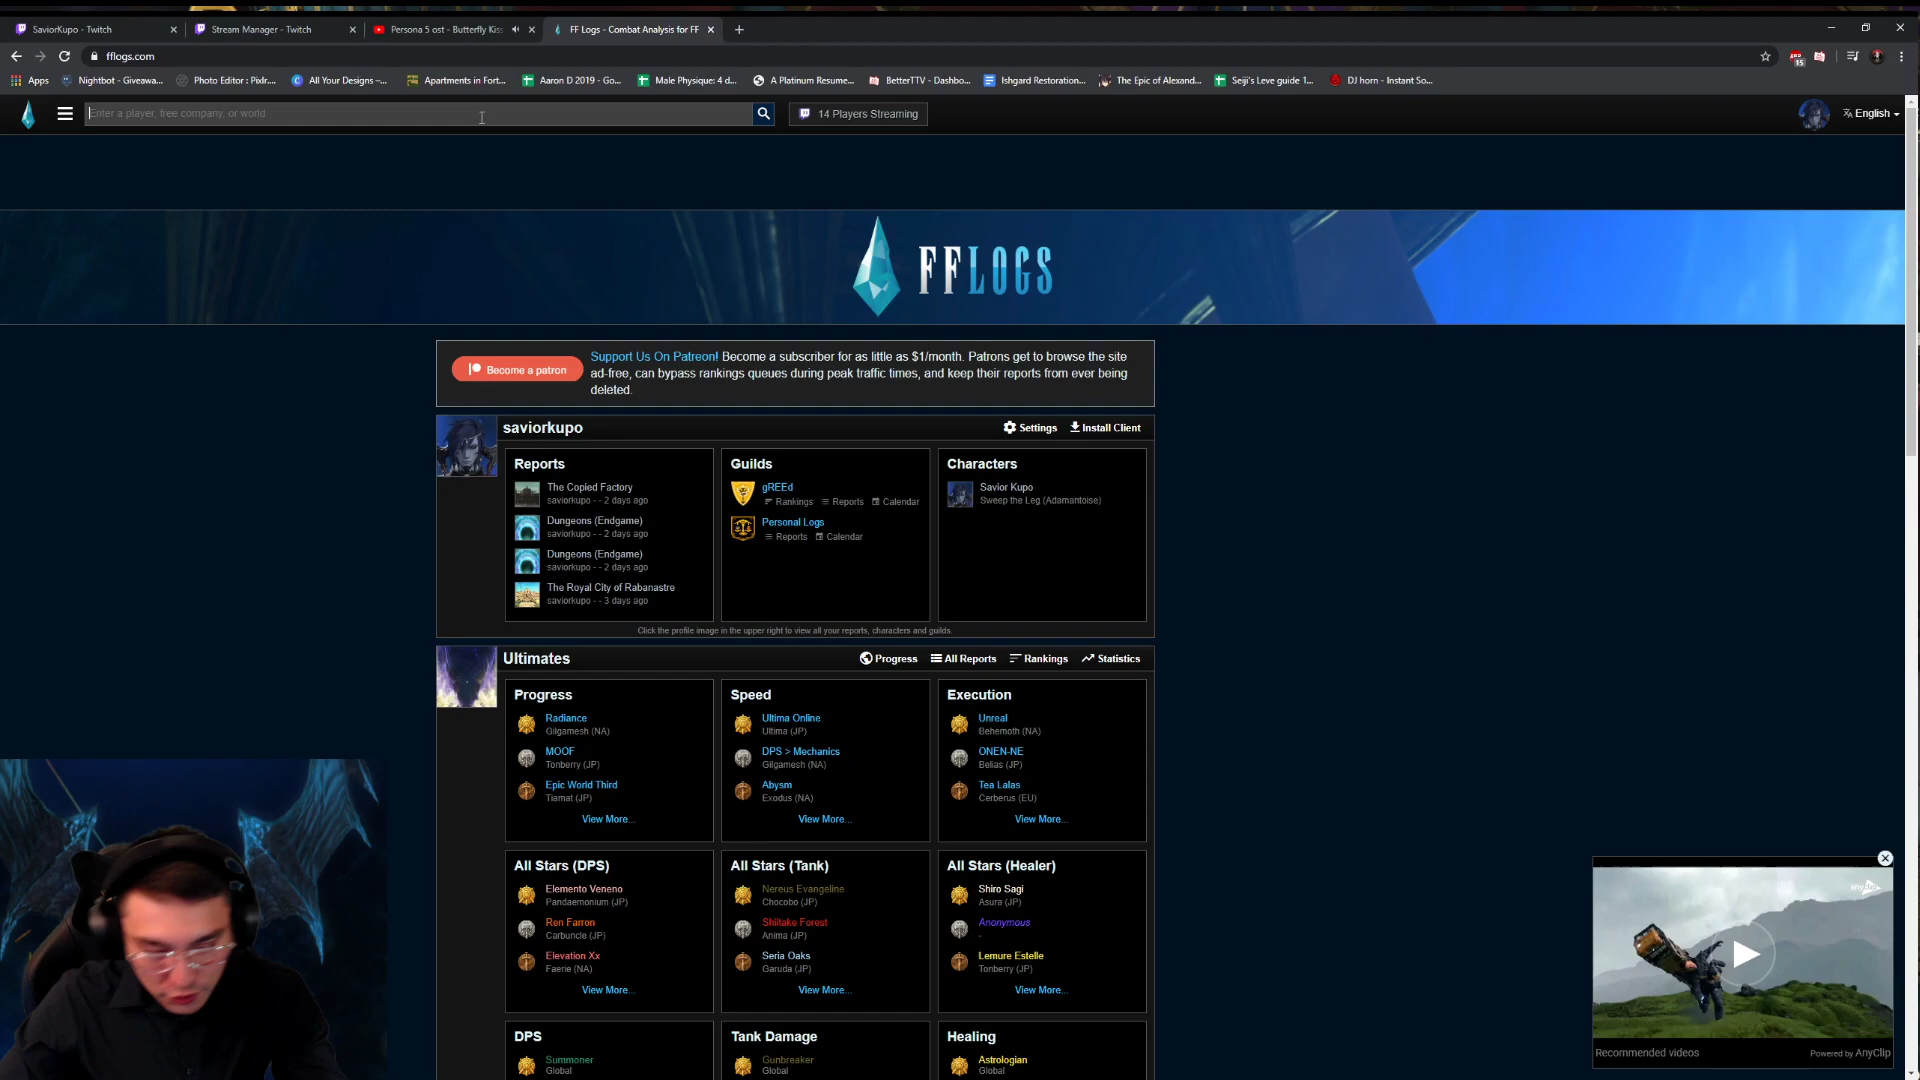 SaviorKupo - Twitch
Stream Manager - Twitch
Persona 5 ost - Butterfly Kiss
FF Logs - Combat Analysis for FF
fflogs.com
15
Apps
Nightbot - Giveawa...
Photo Editor : Pixlr....
All Your Designs –...
Apartments in Fort...
Aaron D 2019 - Go...
Male Physique: 4 d...
A Platinum Resume...
BetterTTV - Dashbo...
Ishgard Restoration...
The Epic of Alexand...
Seiji's Leve guide 1...
DJ horn - Instant So...
Enter a player, free company, or world
14 Players Streaming
English
FFLOGS
Become a patron
Support Us On Patreon! Become a subscriber for as little as $1/month. Patrons get to browse the site
ad-free, can bypass rankings queues during peak traffic times, and keep their reports from ever being
deleted.
saviorkupo
Settings
Install Client
Reports
The Copied Factory
saviorkupo - - 2 days ago
Dungeons (Endgame)
saviorkupo - - 2 days ago
Dungeons (Endgame)
saviorkupo - - 2 days ago
The Royal City of Rabanastre
saviorkupo - - 3 days ago
Guilds
gREEd
Rankings Reports Calendar
Personal Logs
Reports Calendar
Characters
Savior Kupo
Sweep the Leg (Adamantoise)
Click the profile image in the upper right to view all your reports, characters and guilds.
Ultimates
Progress
All Reports
Rankings
Statistics
Progress
Radiance
Gilgamesh (NA)
MOOF
Tonberry (JP)
Epic World Third
Tiamat (JP)
View More...
Speed
Ultima Online
Ultima (JP)
DPS > Mechanics
Gilgamesh (NA)
Abysm
Exodus (NA)
View More...
Execution
Unreal
Behemoth (NA)
ONEN-NE
Belias (JP)
Tea Lalas
Cerberus (EU)
View More...
All Stars (DPS)
Elemento Veneno
Pandaemonium (JP)
Ren Farron
Carbuncle (JP)
Elevation Xx
Faerie (NA)
View More...
All Stars (Tank)
Nereus Evangeline
Chocobo (JP)
Shiitake Forest
Anima (JP)
Seria Oaks
Garuda (JP)
View More...
All Stars (Healer)
Shiro Sagi
Asura (JP)
Anonymous
-
Lemure Estelle
Tonberry (JP)
View More...
DPS
Summoner
Global
Tank Damage
Gunbreaker
Global
Healing
Astrologian
Global
anyclip
Recommended videos
Powered by AnyClip